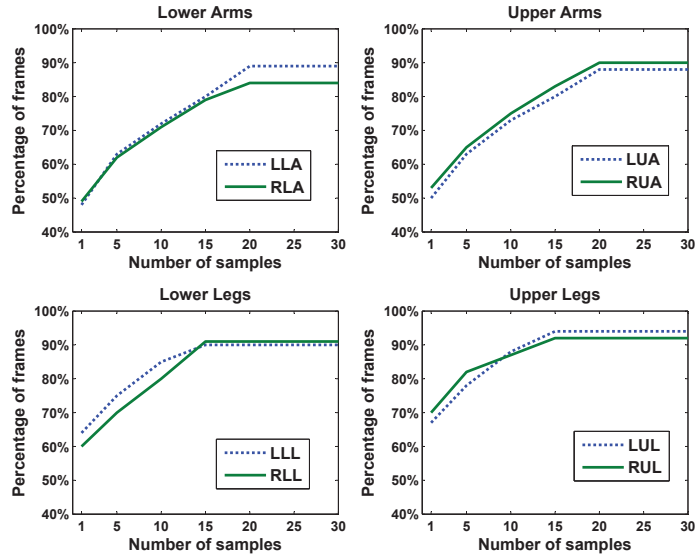 Lower Arms
100%
90%
80%
70%
60%
50%
40%
Percentage of frames
LLA
RLA
1 5 10 15 20 25 30
Number of samples
Upper Arms
100%
90%
80%
70%
60%
50%
40%
Percentage of frames
LUA
RUA
1 5 10 15 20 25 30
Number of samples
Lower Legs
100%
90%
80%
70%
60%
50%
40%
Percentage of frames
LLL
RLL
1 5 10 15 20 25 30
Number of samples
Upper Legs
100%
90%
80%
70%
60%
50%
40%
Percentage of frames
LUL
RUL
1 5 10 15 20 25 30
Number of samples